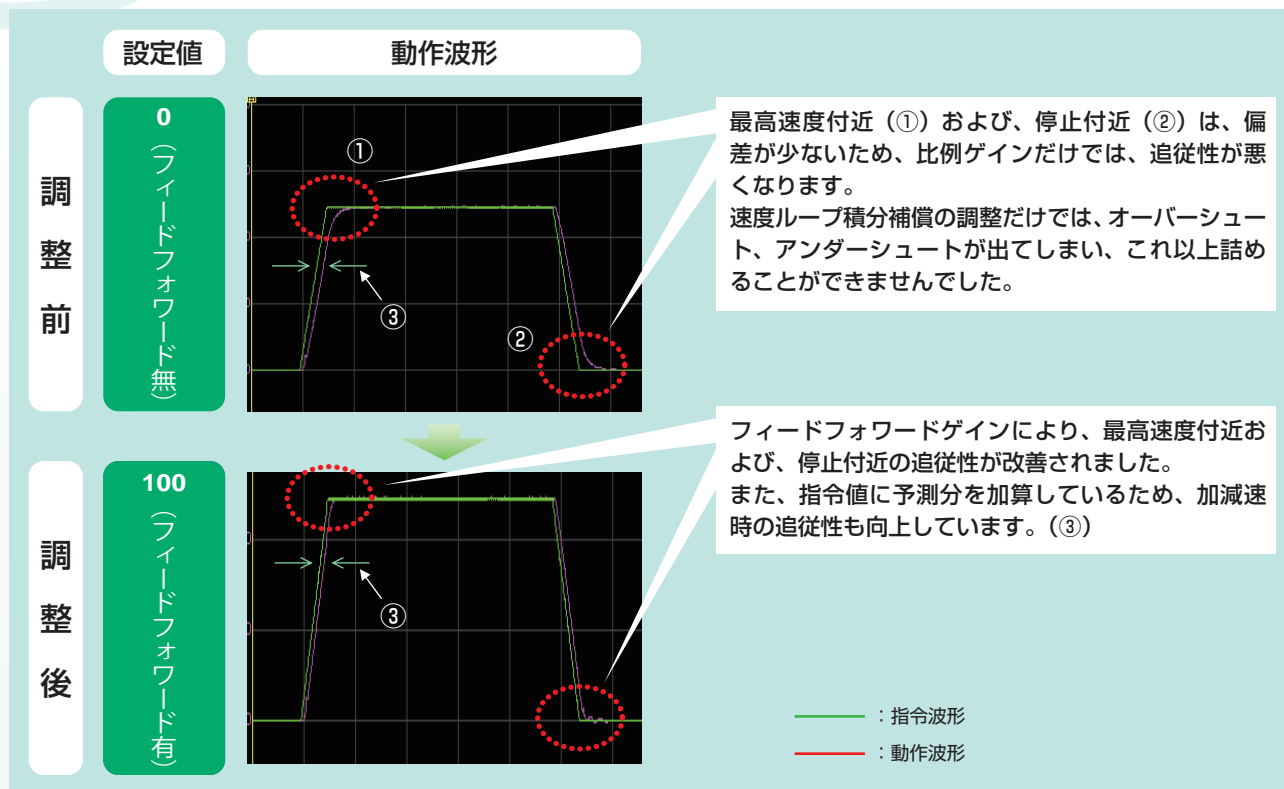 設定値
動作波形
調整前
0
（フィードフォワード無）
①
②
③
最高速度付近（①）および、停止付近（②）は、偏
差が少ないため、比例ゲインだけでは、追従性が悪
くなります。
速度ループ積分補償の調整だけでは、オーバーシュー
ト、アンダーシュートが出てしまい、これ以上詰め
ることができませんでした。
調整後
100
（フィードフォワード有）
③
フィードフォワードゲインにより、最高速度付近お
よび、停止付近の追従性が改善されました。
また、指令値に予測分を加算しているため、加減速
時の追従性も向上しています。（③）
：指令波形
：動作波形